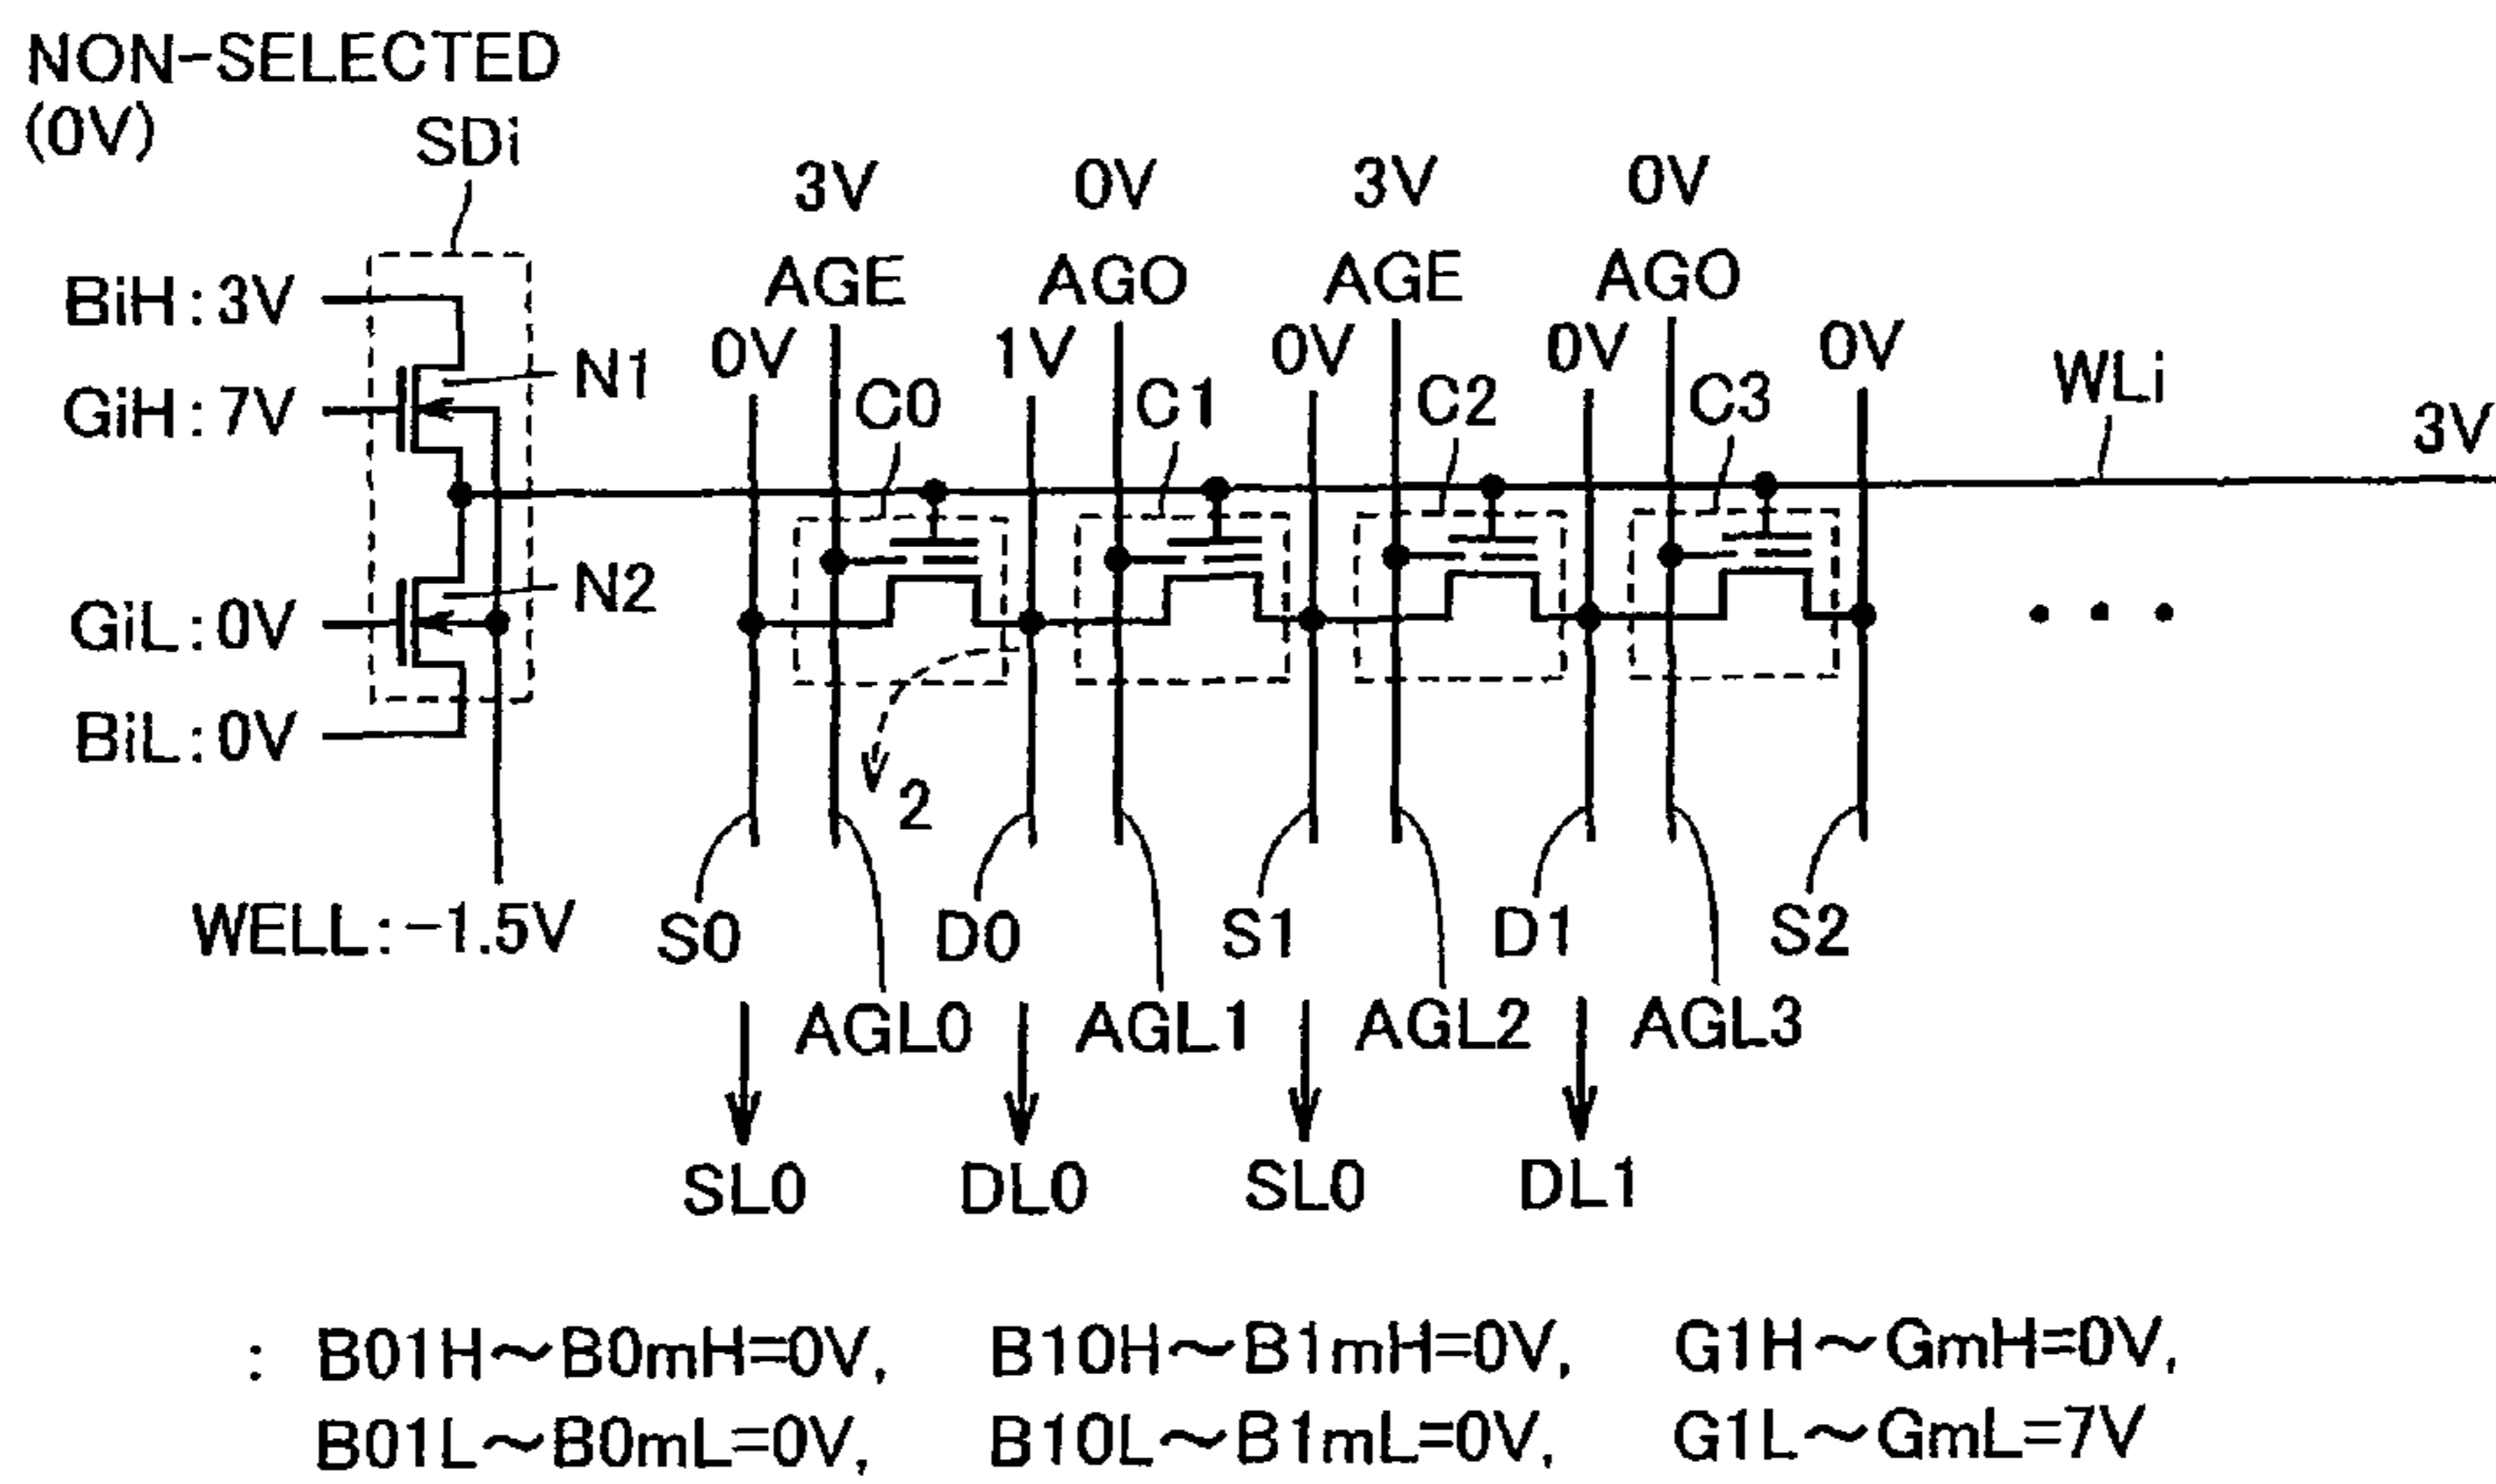 NON-SELECTED
(0V)
SDi
3V 0V 3V 0V
AGE AGO AGE AGO
BiH:3V
0V 1V 0V 0V 0V
N1
C0 C1 C2 C3
WLi
3V
GiH:7V
N2
GiL:0V
BiL:0V
2
WELL:-1.5V
S0 D0 S1 D1 S2
AGL0 AGL1 AGL2 AGL3
SL0 DL0 SL0 DL1
: B01H~B0mH=0V, B10H~B1mH=0V, G1H~GmH=0V,
B01L~B0mL=0V, B10L~B1mL=0V, G1L~GmL=7V